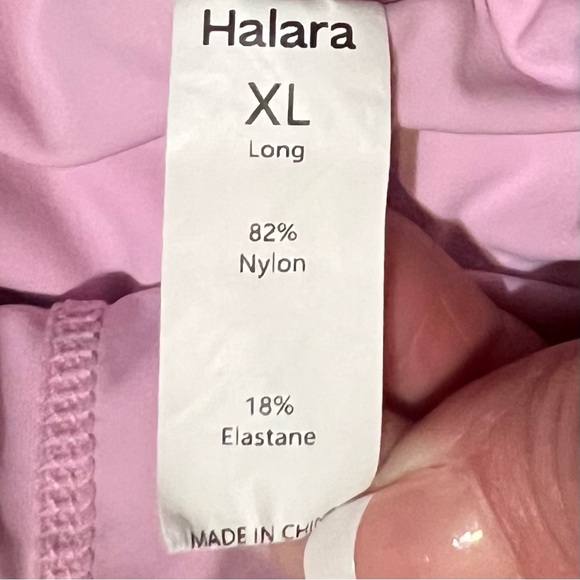 Halara
XL
Long
82%
Nylon
18%
Elastane
MADE IN